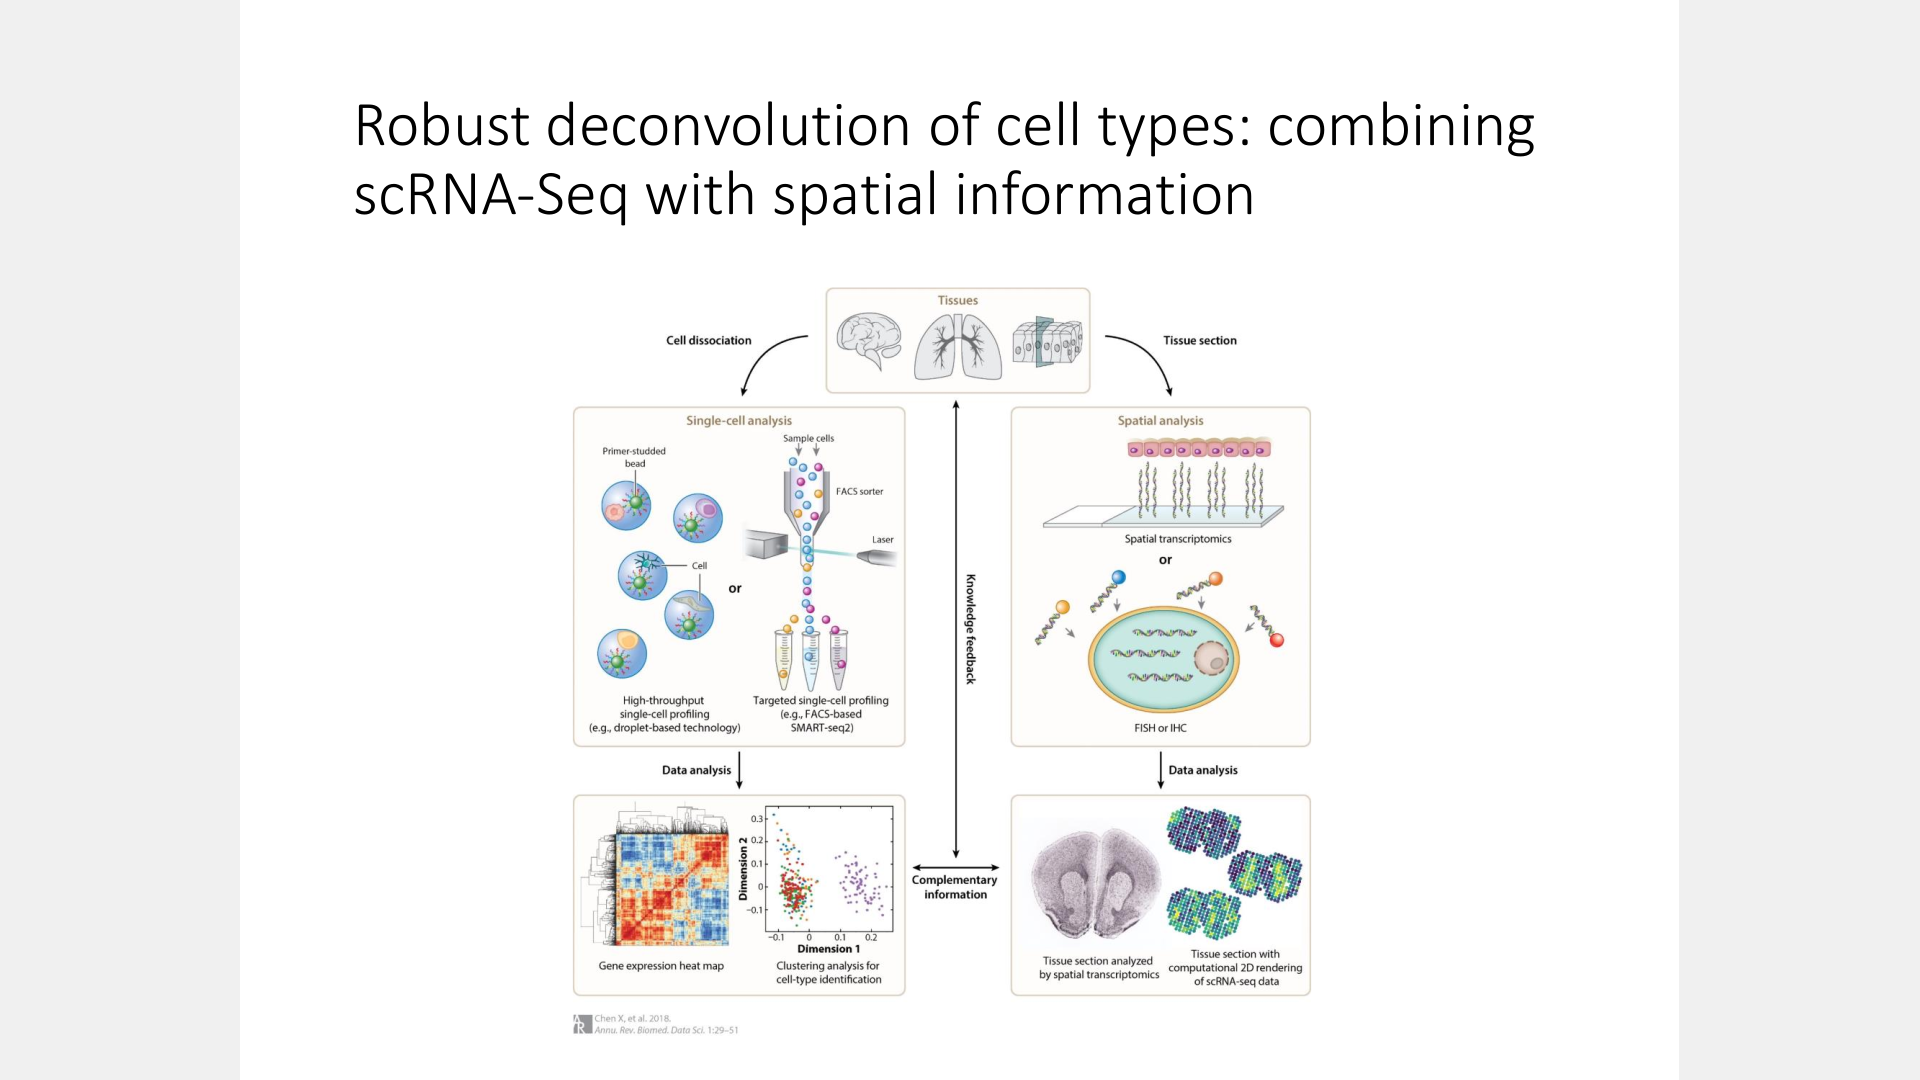 Robust deconvolution of cell types: combining
scRNA-Seq with spatial information
Tissues
Cell dissociation
Tissue section
Single-cell analysis
Primer-studded
bead
Sample cells
FACS sorter
Laser
Cell
or
High-throughput
single-cell profiling
(e.g., droplet-based technology)
Targeted single-cell profiling
(e.g., FACS-based
SMART-seq2)
Knowledge feedback
Spatial analysis
Spatial transcriptomics
or
FISH or IHC
Data analysis
Data analysis
Dimension 2
0.3
0.2
0.1
0
−0.1
−0.1 0 0.1 0.2
Dimension 1
Gene expression heat map
Clustering analysis for
cell-type identification
Complementary
information
Tissue section analyzed
by spatial transcriptomics
Tissue section with
computational 2D rendering
of scRNA-seq data
AR
Chen X, et al. 2018.
Annu. Rev. Biomed. Data Sci. 1:29–51